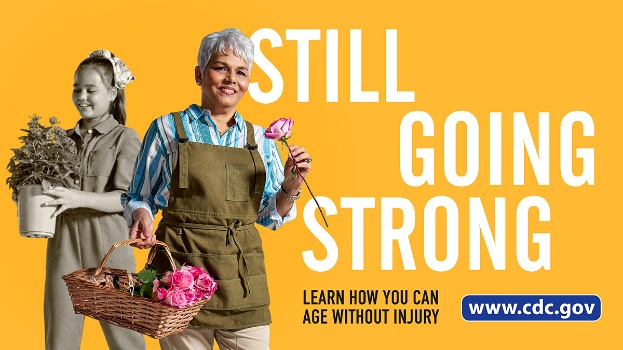 STILL
GOING
STRONG
LEARN HOW YOU CAN
AGE WITHOUT INJURY
www.cdc.gov